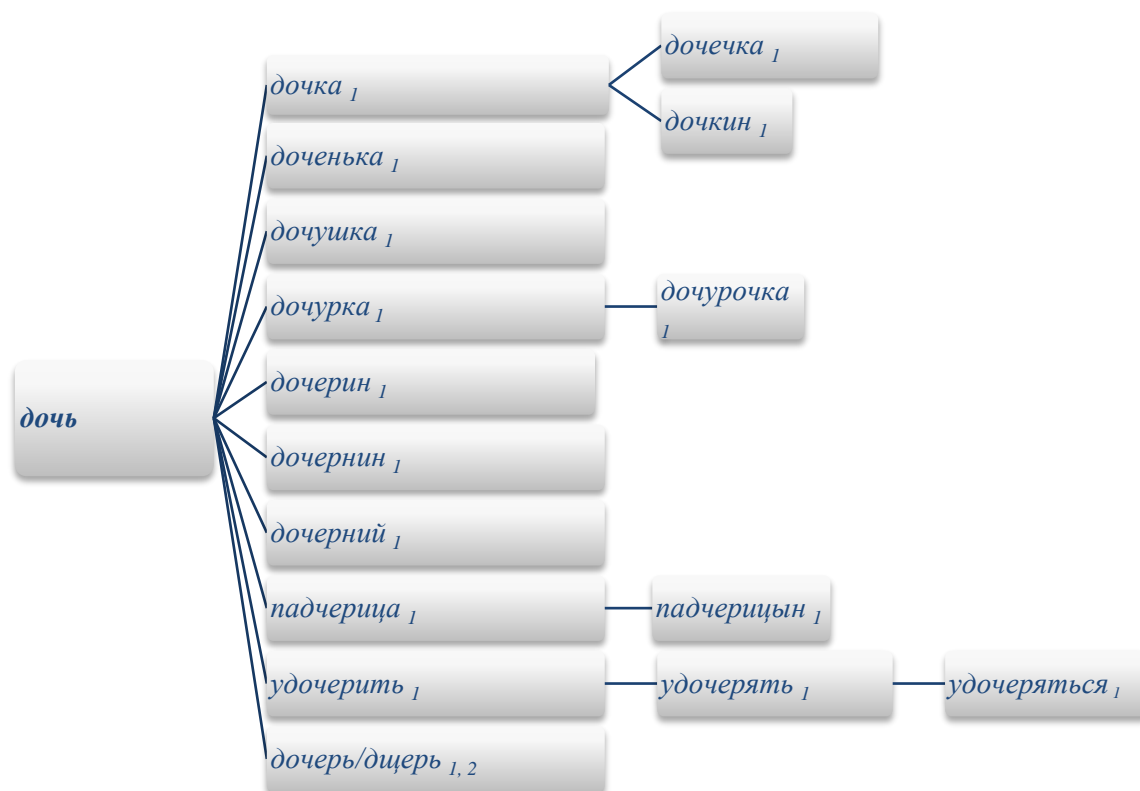 дочь
дочка 1
доченька 1
дочушка 1
дочурка 1
дочерин 1
дочернин 1
дочерний 1
падчерица 1
удочерить 1
дочерь/дщерь 1, 2
дочечка 1
дочкин 1
дочурочка
1
падчерицын 1
удочерять 1
удочеряться 1